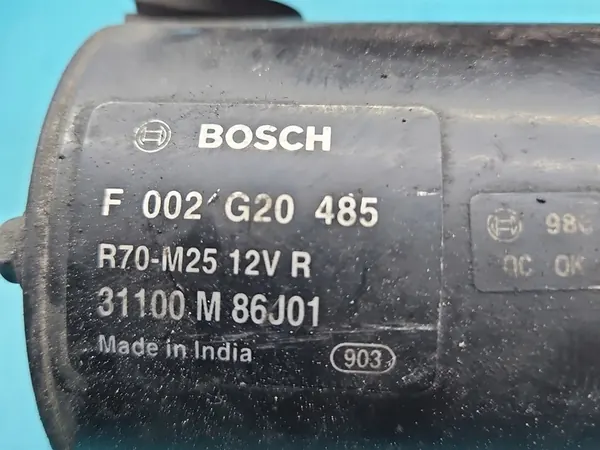 BOSCH
F 002 G20 485
R70-M25 12V R
31100 M 86J01
Made in India
903
QC OK